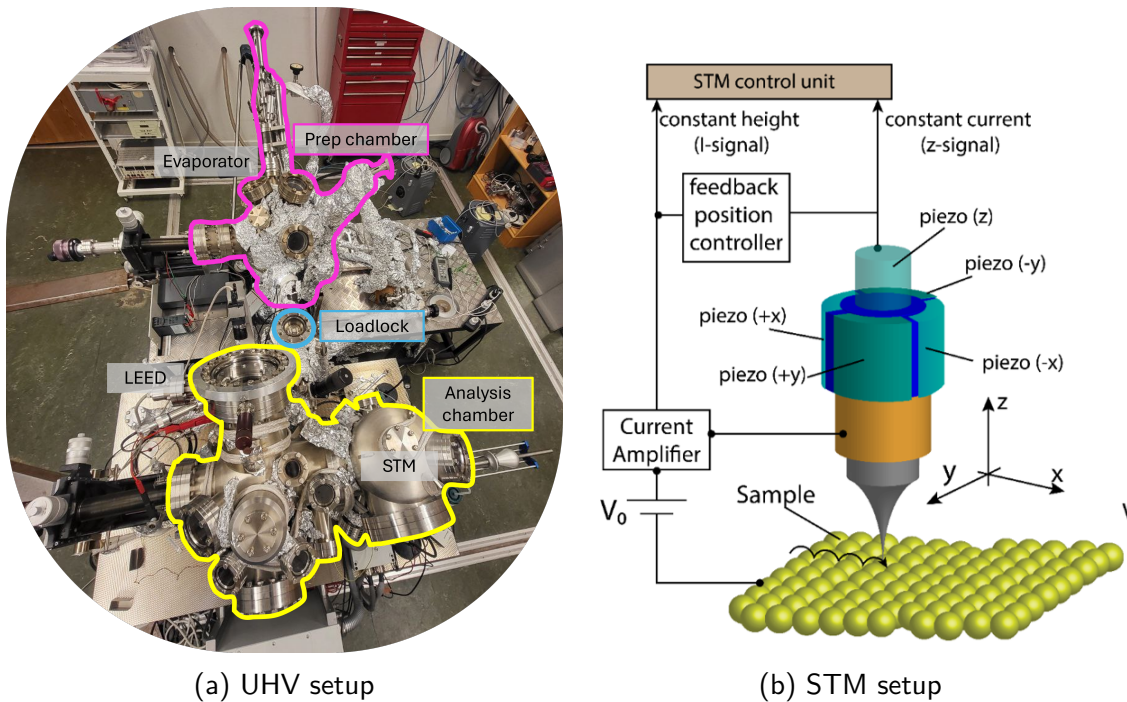 Prep chamber
Evaporator
Loadlock
LEED
Analysis
chamber
STM
(a) UHV setup
STM control unit
constant height
(I-signal)
constant current
(z-signal)
feedback
position
controller
piezo (z)
piezo (-y)
piezo (+x)
piezo (+y)
piezo (-x)
Current
Amplifier
z
y
x
V₀
Sample
V
(b) STM setup